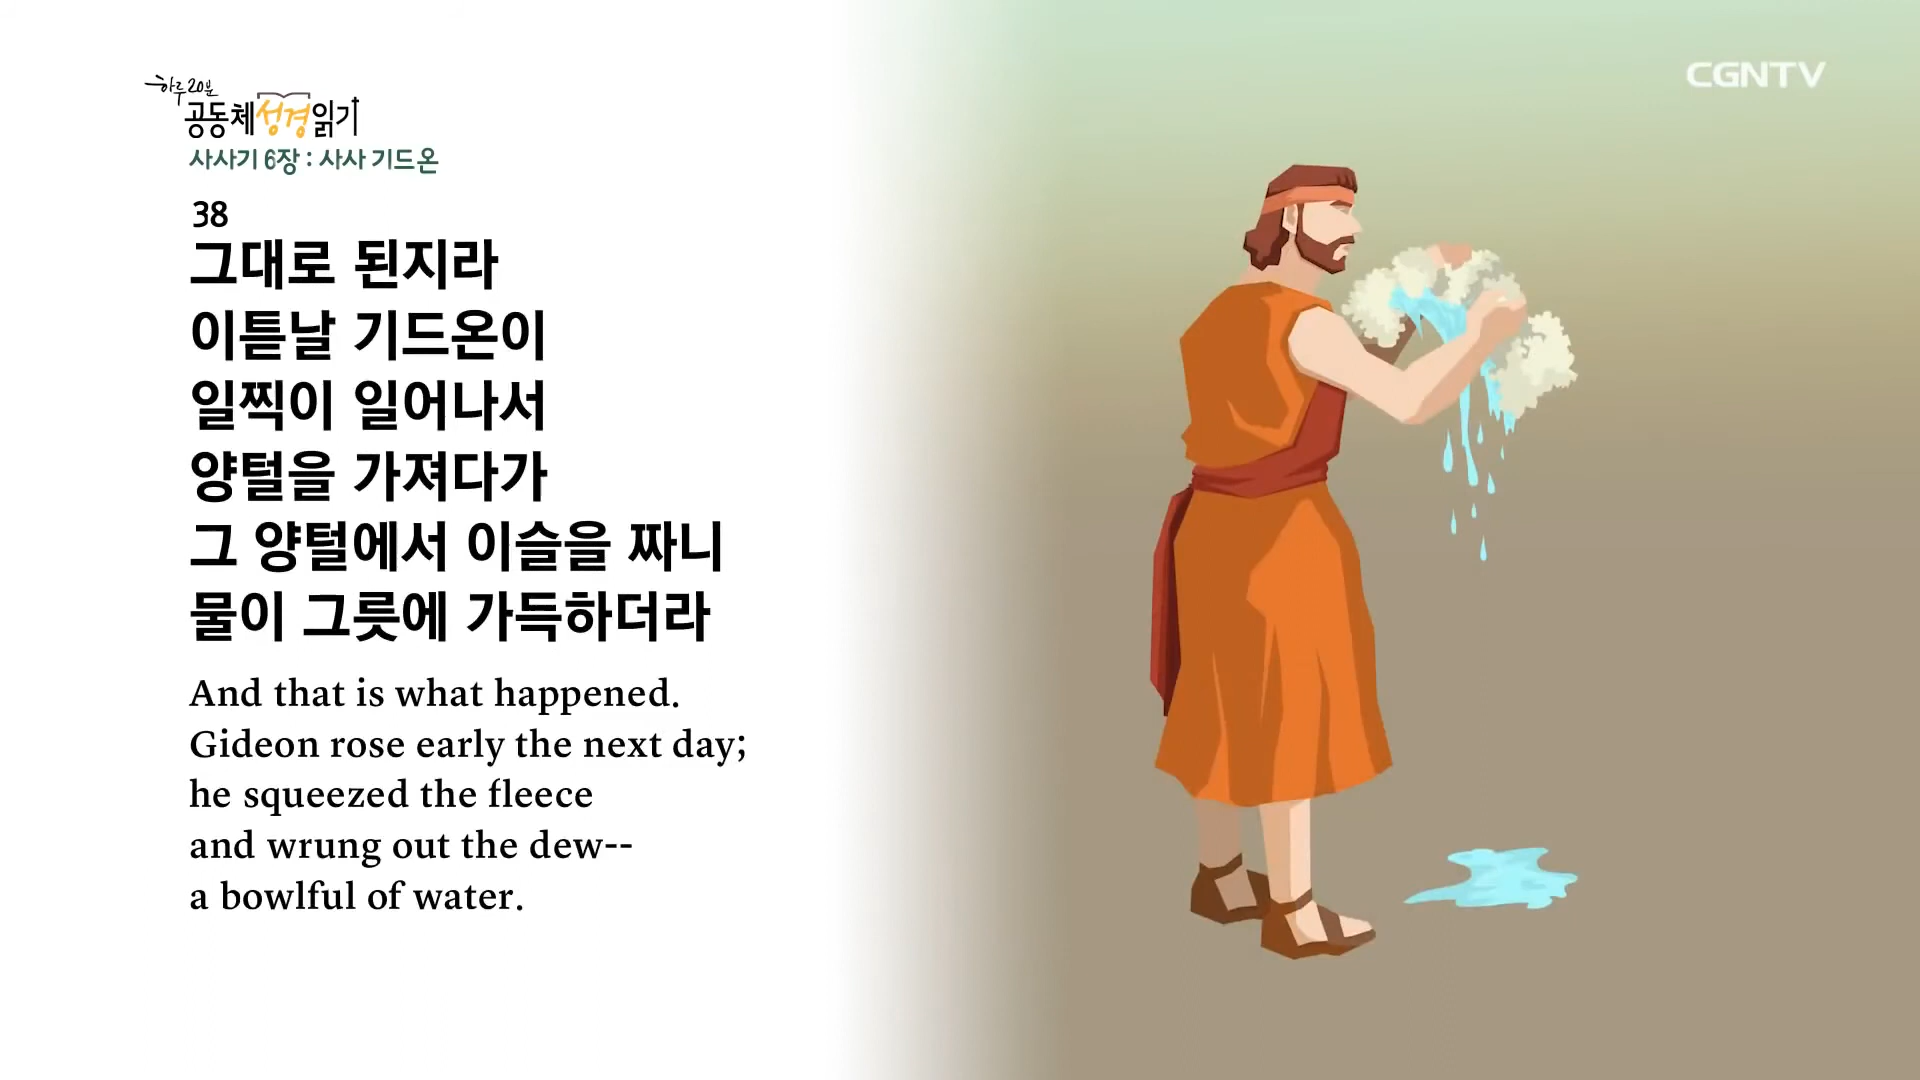 하루 20분
공동체성경읽기
CGNTV
사사기 6장 : 사사 기드온
38
그대로 된지라
이튿날 기드온이
일찍이 일어나서
양털을 가져다가
그 양털에서 이슬을 짜니
물이 그릇에 가득하더라
And that is what happened.
Gideon rose early the next day;
he squeezed the fleece
and wrung out the dew--
a bowlful of water.